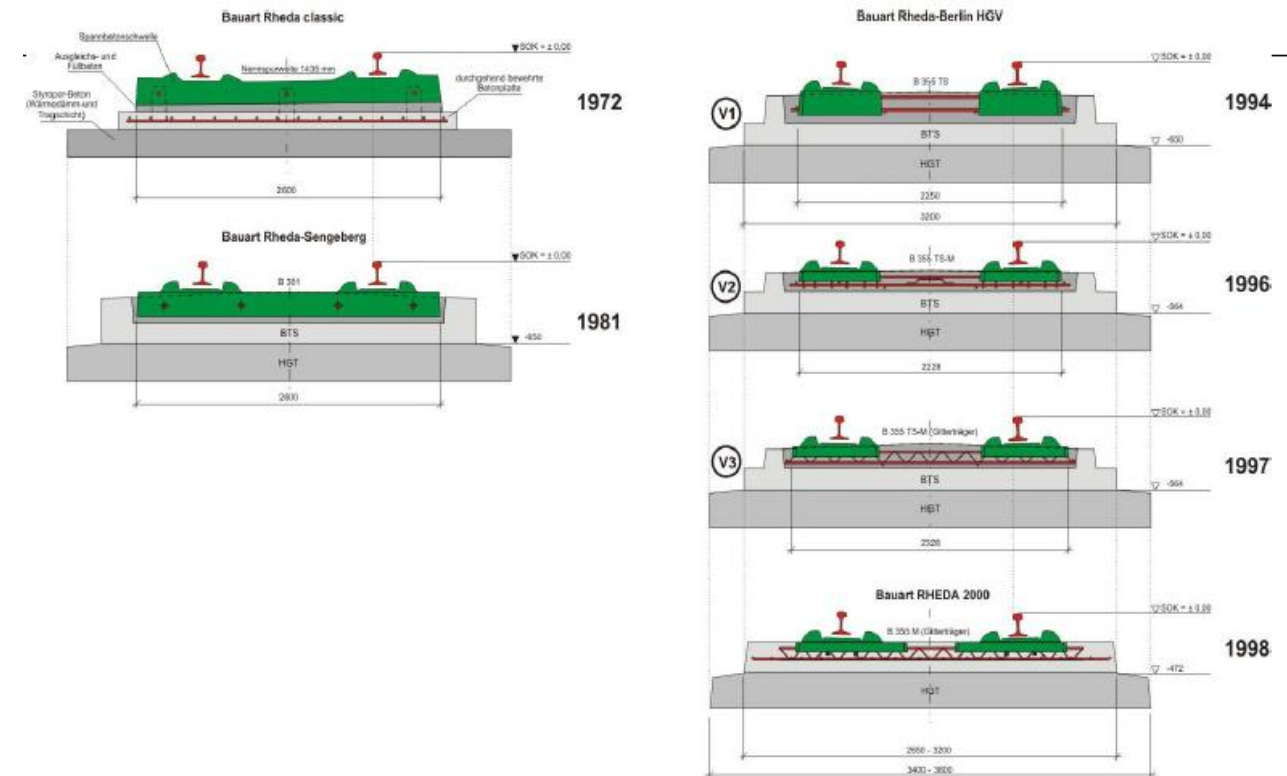 Bauart Rheda classic
Spannbetonschwelle
SOK = ± 0,00
Ausgleichs- und
Füllbeton
Normspurweite 1435 mm
durchgehend bewehrte
Betonplatte
Styropor-Beton
(Wärmedämm-und
Tragschicht)
1972
2600
Bauart Rheda-Sengeberg
SOK = ± 0,00
B 381
1981
BTS
HGT
2600
Bauart Rheda-Berlin HGV
SOK = ± 0,00
B 355 TS
1994
V1
BTS
-650
HGT
2250
3200
SOK = ± 0,00
B 355 TS-M
1996
V2
BTS
-564
HGT
2228
SOK = ± 0,00
B 355 TS-M (Gitterträger)
1997
V3
BTS
-564
HGT
2328
Bauart RHEDA 2000
SOK = ± 0,00
B 355 M (Gitterträger)
1998
-472
HGT
2650 - 3200
3400 - 3800